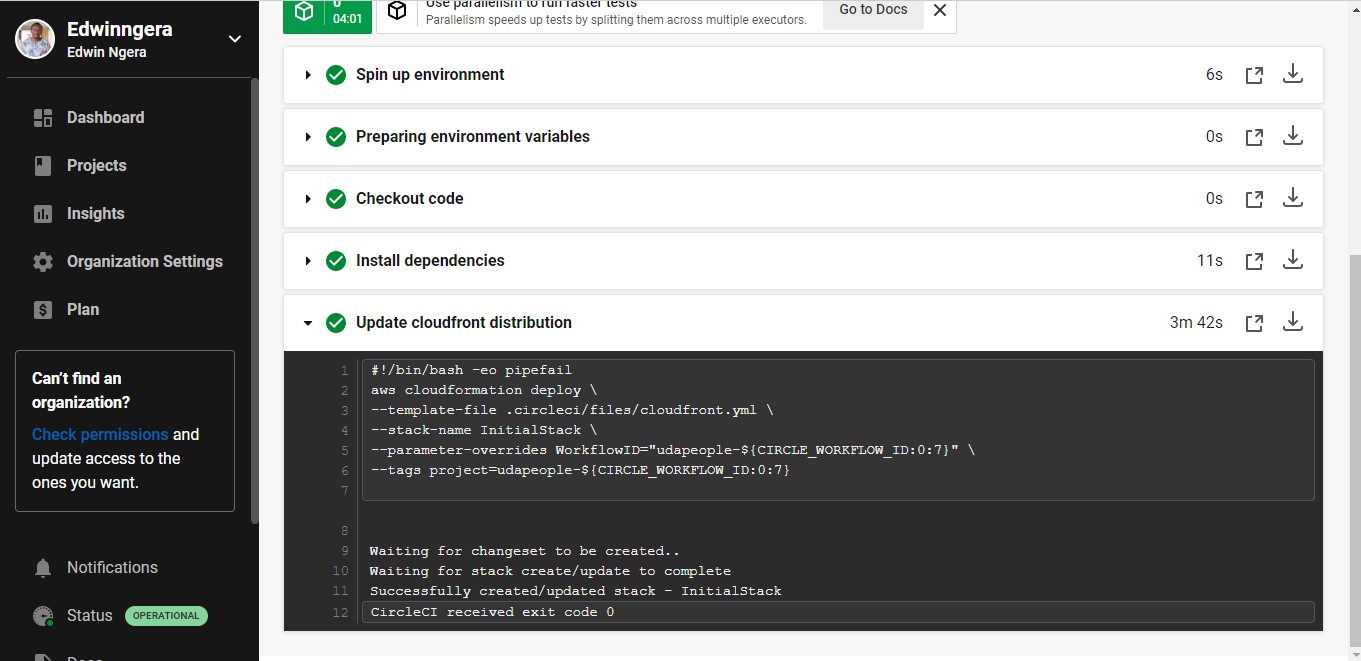 Edwinngera
Edwin Ngera
Dashboard
Projects
Insights
Organization Settings
Plan
Can't find an
organization?
Check permissions and
update access to the
ones you want.
Notifications
Status OPERATIONAL
Docs
0
04:01
Use parallelism to run faster tests
Parallelism speeds up tests by splitting them across multiple executors.
Go to Docs
Spin up environment 6s
Preparing environment variables 0s
Checkout code 0s
Install dependencies 11s
Update cloudfront distribution 3m 42s
1 #!/bin/bash -eo pipefail
2 aws cloudformation deploy \
3 --template-file .circleci/files/cloudfront.yml \
4 --stack-name InitialStack \
5 --parameter-overrides WorkflowID="udapeople-${CIRCLE_WORKFLOW_ID:0:7}" \
6 --tags project=udapeople-${CIRCLE_WORKFLOW_ID:0:7}
7
8
9 Waiting for changeset to be created..
10 Waiting for stack create/update to complete
11 Successfully created/updated stack - InitialStack
12 CircleCI received exit code 0